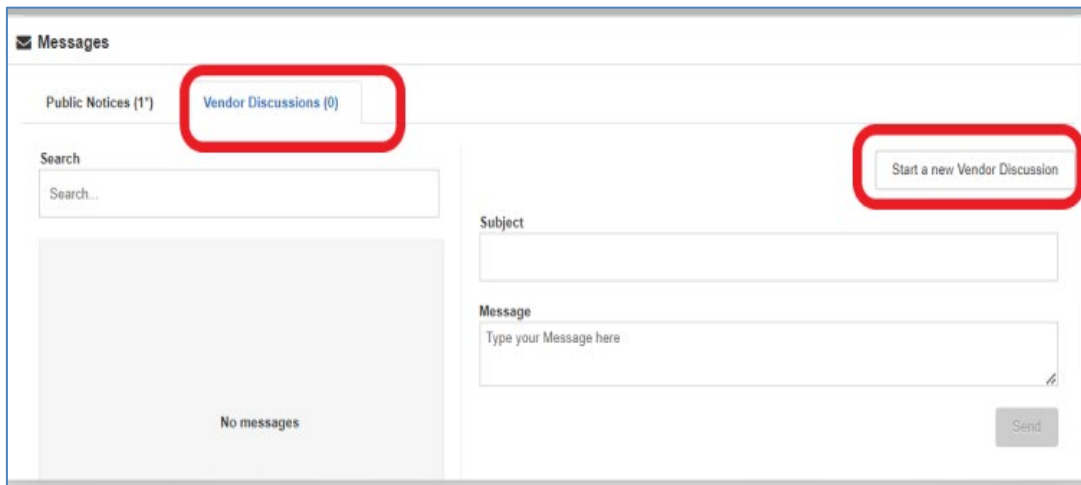 Messages
Public Notices (1*)
Vendor Discussions (0)
Search
Search...
No messages
Start a new Vendor Discussion
Subject
Message
Type your Message here
Send